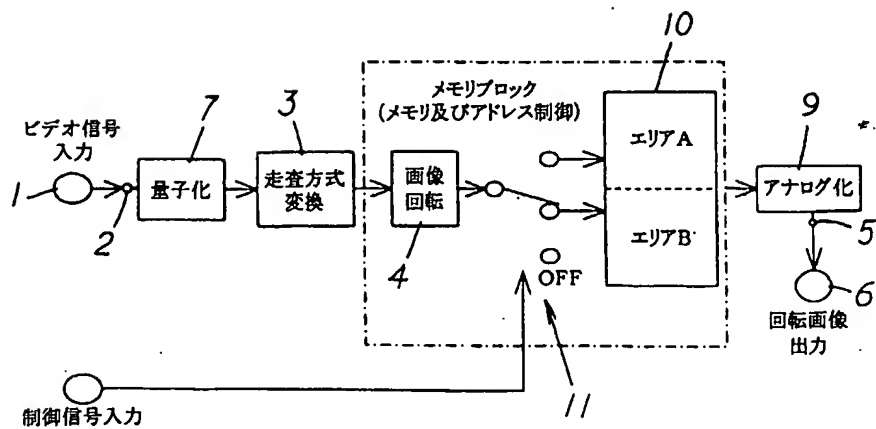 10
メモリブロック
(メモリ及びアドレス制御)
ビデオ信号
入力
7
3
エリアA
9
1
量子化
走査方式
変換
画像
回転
アナログ化
2
4
エリアB
5
OFF
6
回転画像
出力
11
制御信号入力